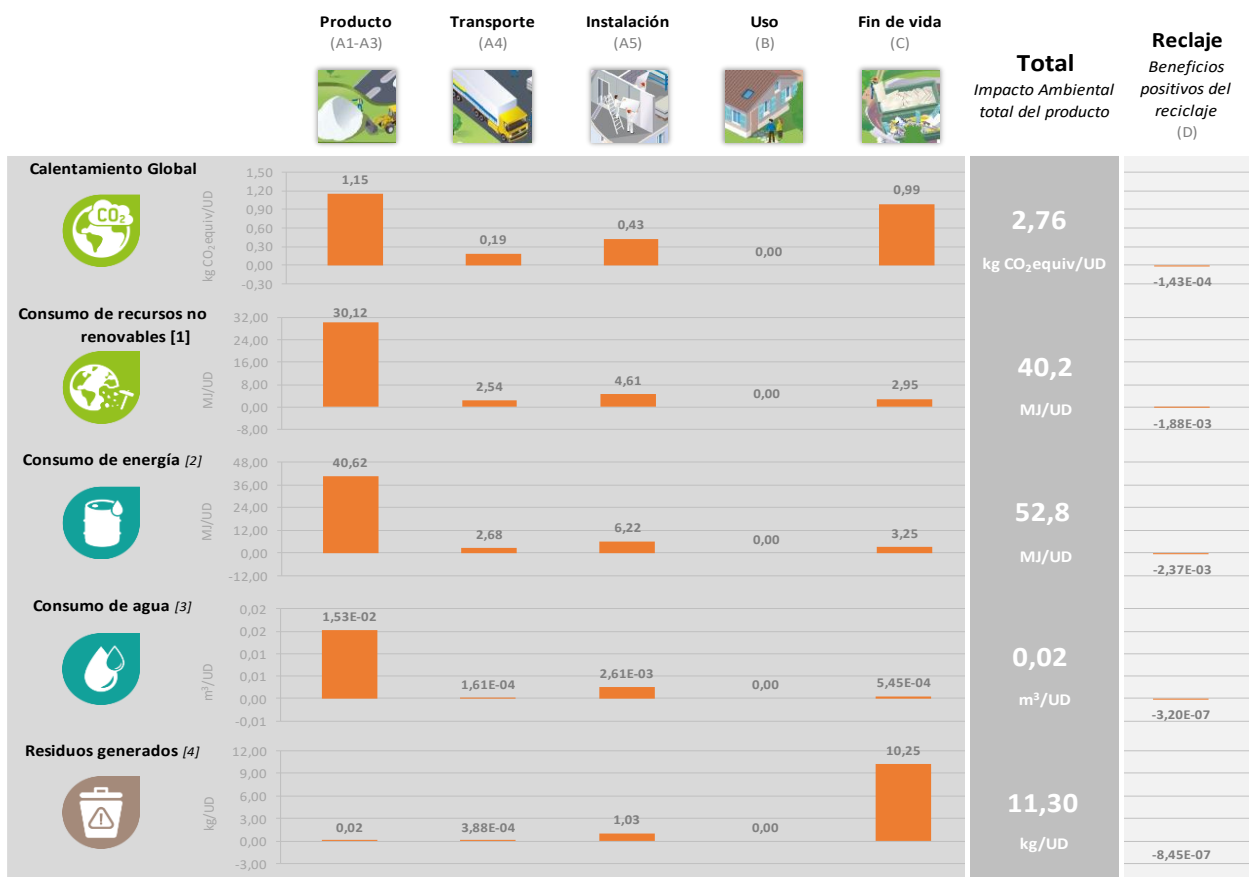 Producto
(A1-A3)
Transporte
(A4)
Instalación
(A5)
Uso
(B)
Fin de vida
(C)
Total
Impacto Ambiental
total del producto
Reclaje
Beneficios
positivos del
reciclaje
(D)
Calentamiento Global
CO₂
kg CO₂equiv/UD
1,50
1,20
0,90
0,60
0,30
0,00
-0,30
1,15
0,19
0,43
0,00
0,99
2,76
kg CO₂equiv/UD
-1,43E-04
Consumo de recursos no
renovables [1]
MJ/UD
32,00
24,00
16,00
8,00
0,00
-8,00
30,12
2,54
4,61
0,00
2,95
40,2
MJ/UD
-1,88E-03
Consumo de energía [2]
MJ/UD
48,00
36,00
24,00
12,00
0,00
-12,00
40,62
2,68
6,22
0,00
3,25
52,8
MJ/UD
-2,37E-03
Consumo de agua [3]
m³/UD
0,02
0,02
0,01
0,01
0,00
-0,01
1,53E-02
1,61E-04
2,61E-03
0,00
5,45E-04
0,02
m³/UD
-3,20E-07
Residuos generados [4]
kg/UD
12,00
9,00
6,00
3,00
0,00
-3,00
0,02
3,88E-04
1,03
0,00
10,25
11,30
kg/UD
-8,45E-07